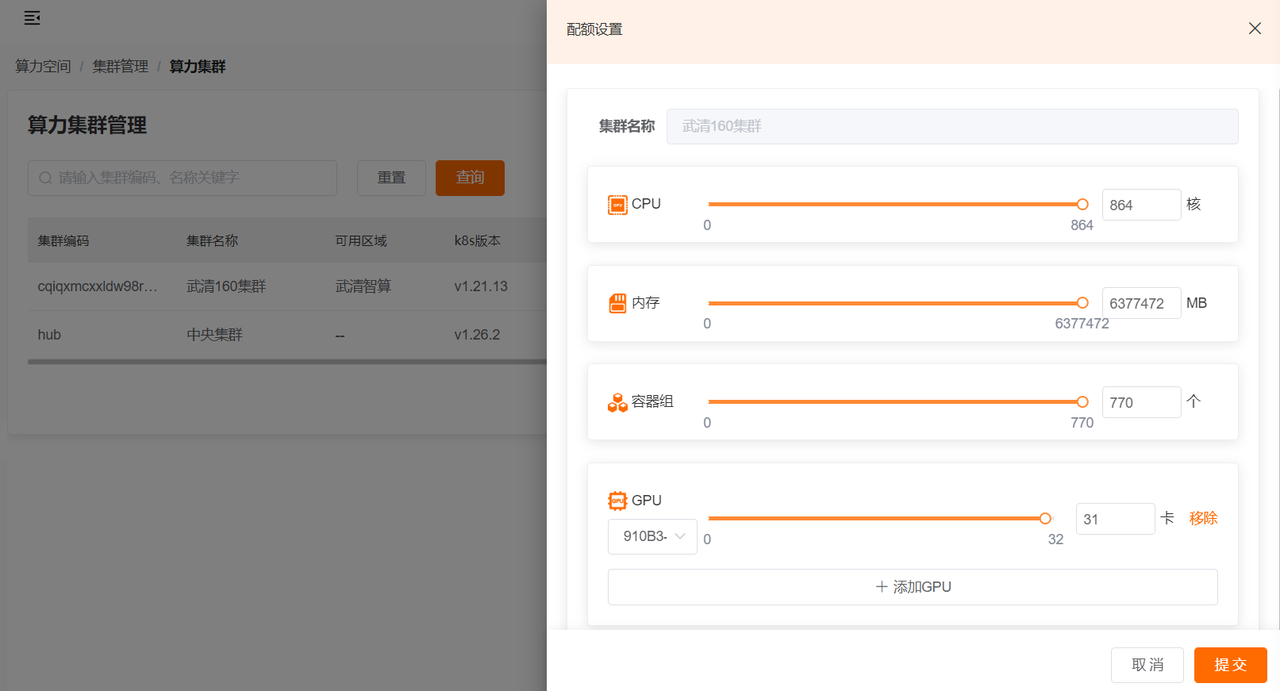 算力空间 / 集群管理 / 算力集群
算力集群管理
请输入集群编码、名称关键字 重置 查询
集群编码 集群名称 可用区域 k8s版本
cqiqxmcxxldw98r... 武清160集群 武清智算 v1.21.13
hub 中央集群 -- v1.26.2
配额设置
集群名称 武清160集群
CPU 864 核
0 864
内存 6377472 MB
0 6377472
容器组 770 个
0 770
GPU
910B3- 31 卡 移除
0 32
+ 添加GPU
取消 提交